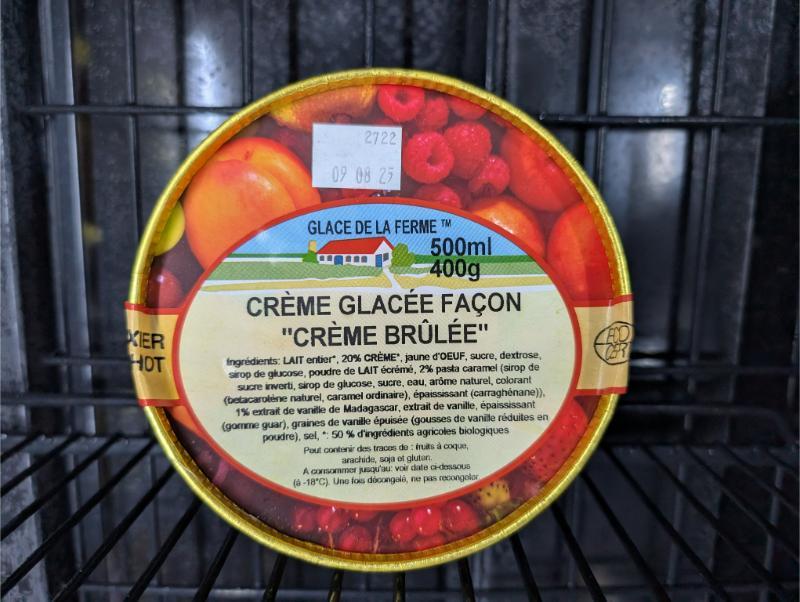 2722
09 08 25
GLACE DE LA FERME™
500ml
400g
CRÈME GLACÉE FAÇON
"CRÈME BRÛLÉE"
Ingrédients: LAIT entier*, 20% CRÈME*, jaune d'OEUF, sucre, dextrose,
sirop de glucose, poudre de LAIT écrémé, 2% pasta caramel (sirop de
sucre inverti, sirop de glucose, sucre, eau, arôme naturel, colorant
(betacarotène naturel, caramel ordinaire), épaississant (carraghénane)),
1% extrait de vanille de Madagascar, extrait de vanille, épaississant
(gomme guar), graines de vanille épuisée (gousses de vanille réduites en
poudre), sel, *: 50 % d'ingrédients agricoles biologiques
Peut contenir des traces de : fruits à coque,
arachide, soja et gluten.
A consommer jusqu'au: voir date ci-dessous
(à -18°C). Une fois décongelé, ne pas recongeler